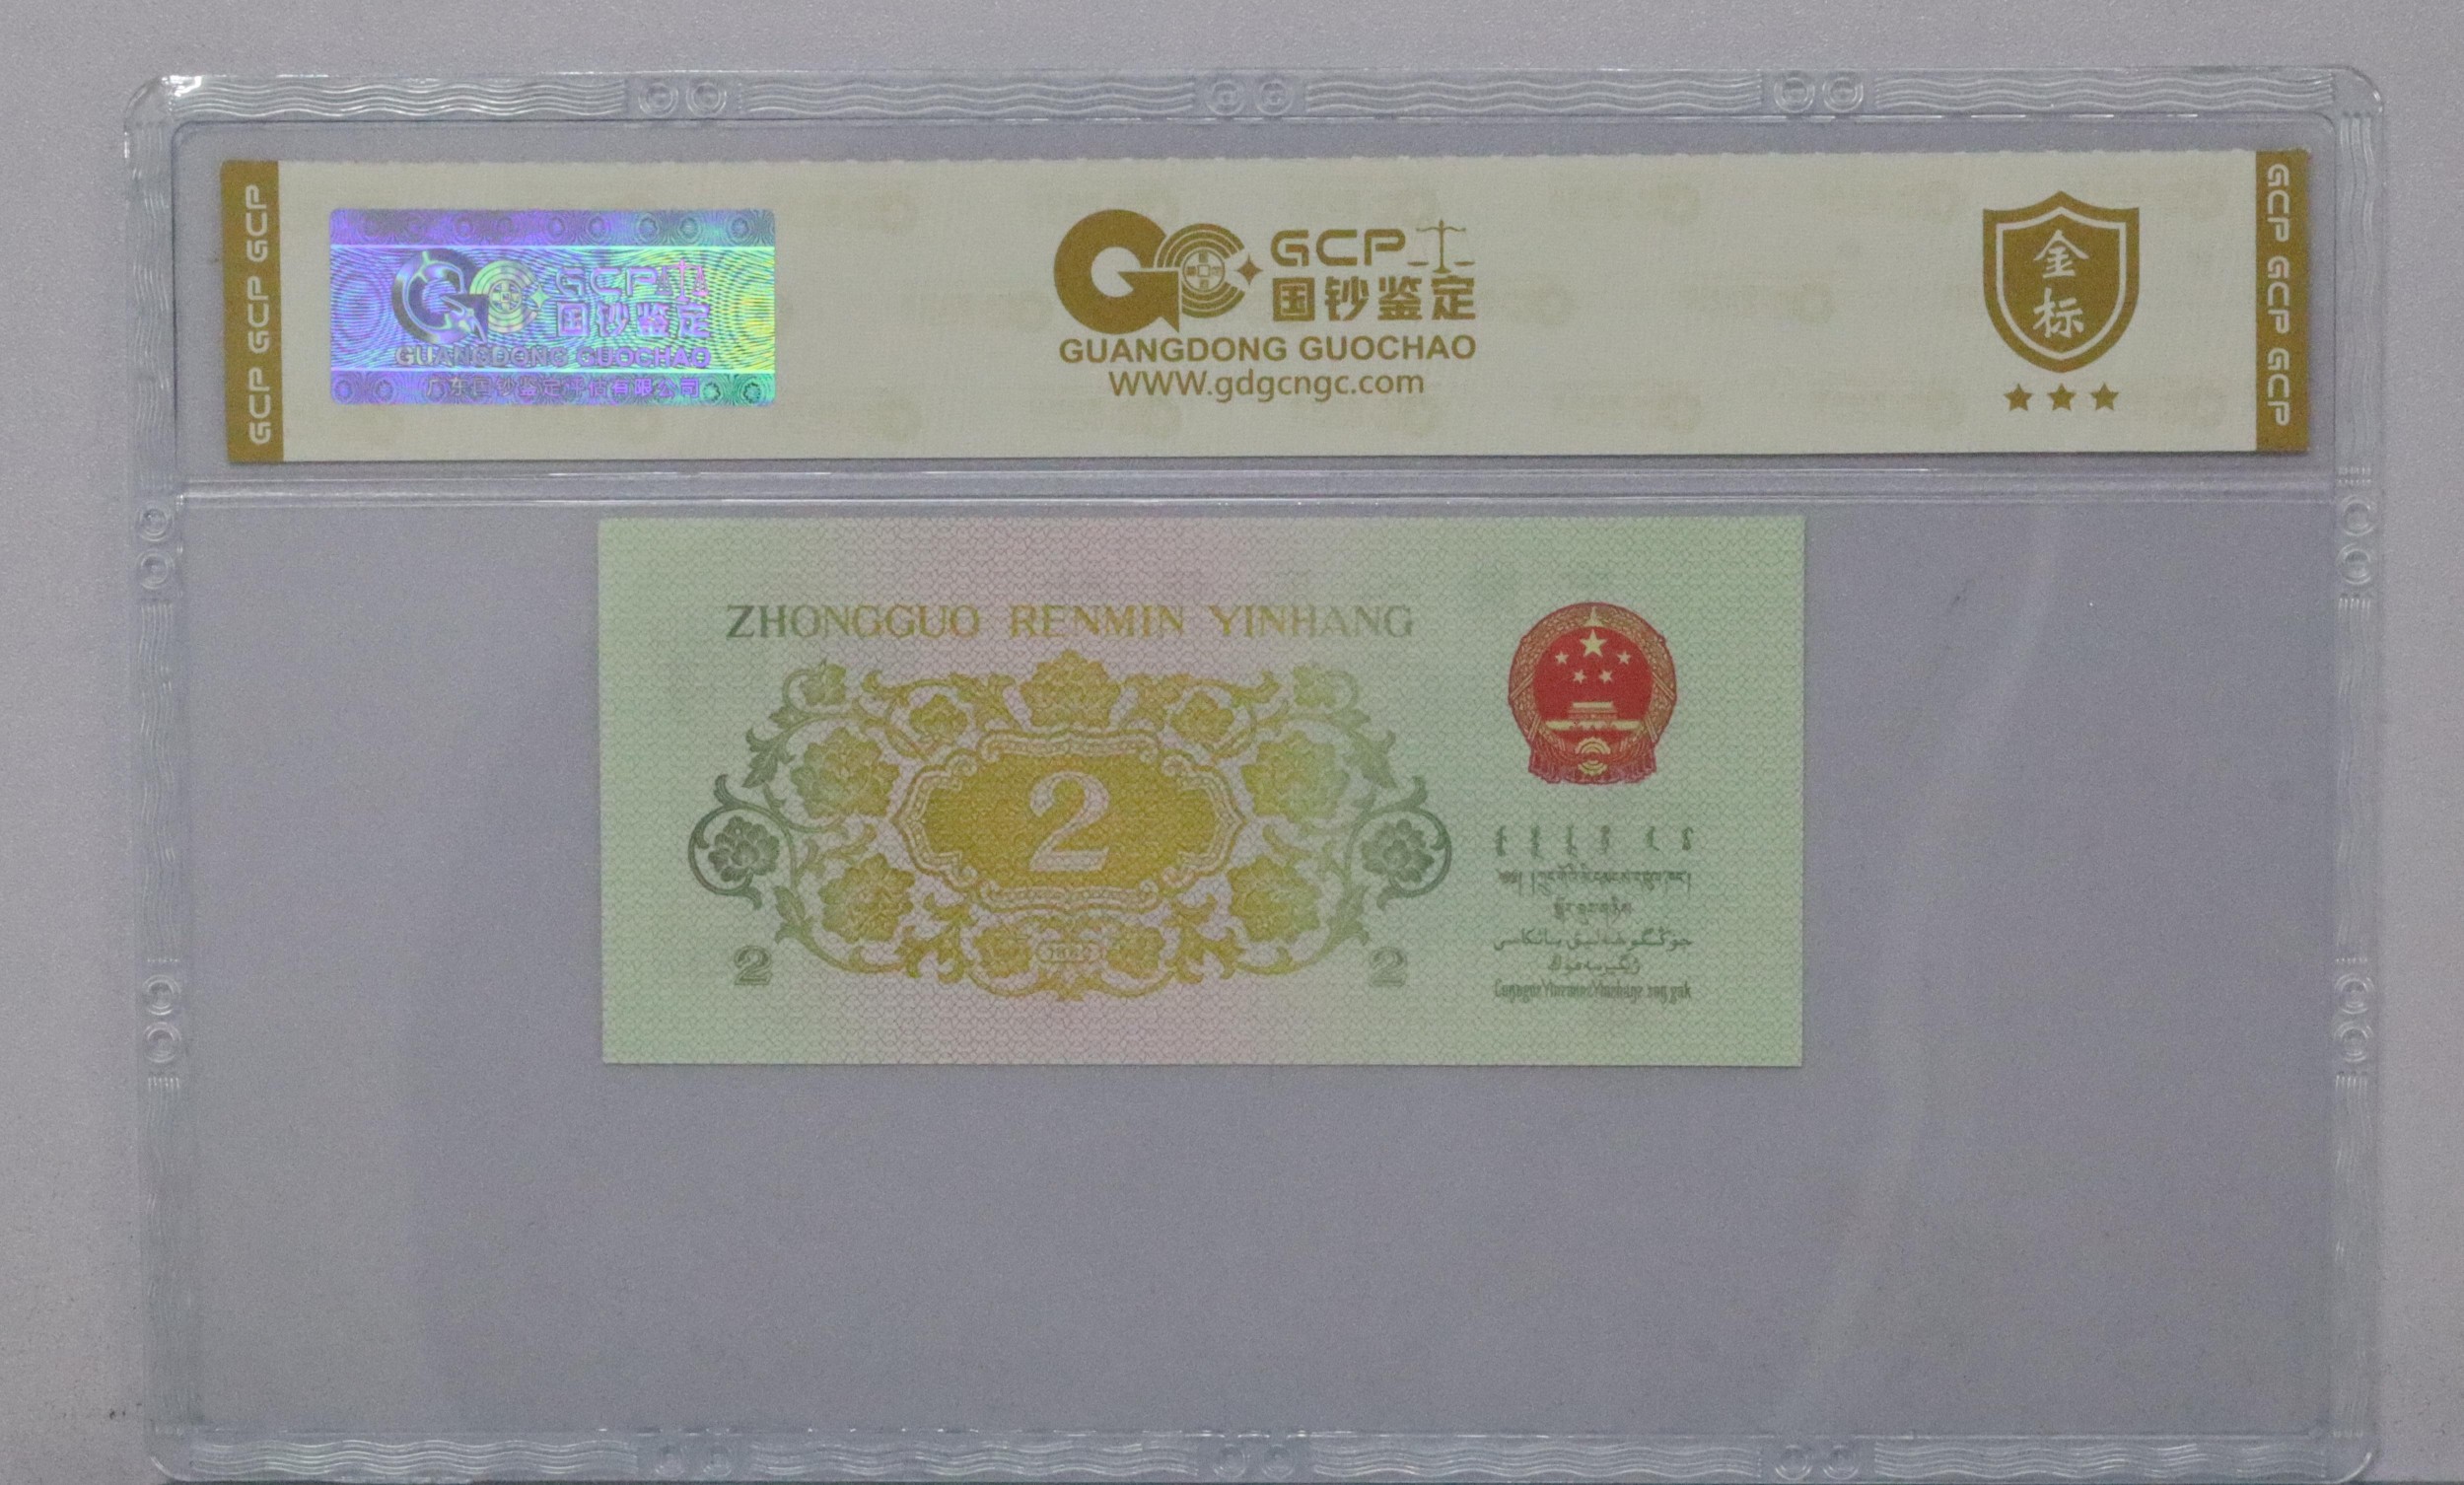 GCP GCP GCP
GCP
国钞鉴定
GUANGDONG GUOCHAO
广东国钞鉴定评估有限公司
GCP
国钞鉴定
GUANGDONG GUOCHAO
WWW.gdgcngc.com
金
标
GCP GCP GCP
ZHONGGUO RENMIN YINHANG
2
2
2
1962